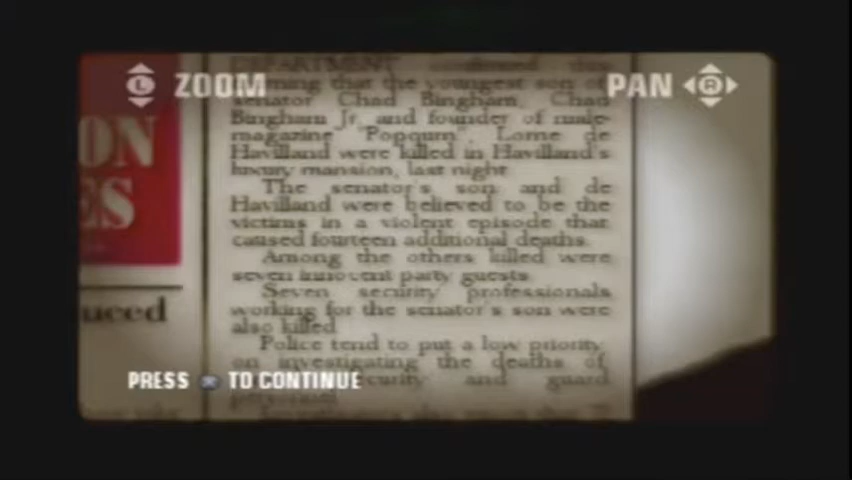 L ZOOM
PAN R
ON
ES
uced
DEPARTMENT confirmed this
morning that the youngest son of
senator Chad Bingham, Chad
Bingham Jr. and founder of male-
magazine "Popqurn", Lorne de
Havilland were killed in Havilland's
luxury mansion, last night.
The senator's son and de
Havilland were believed to be the
victims in a violent episode that
caused fourteen additional deaths.
Among the others killed were
seven innocent party guests.
Seven security professionals
working for the senator's son were
also killed.
Police tend to put a low priority
on investigating the deaths of
security and guard
personnel.
PRESS TO CONTINUE